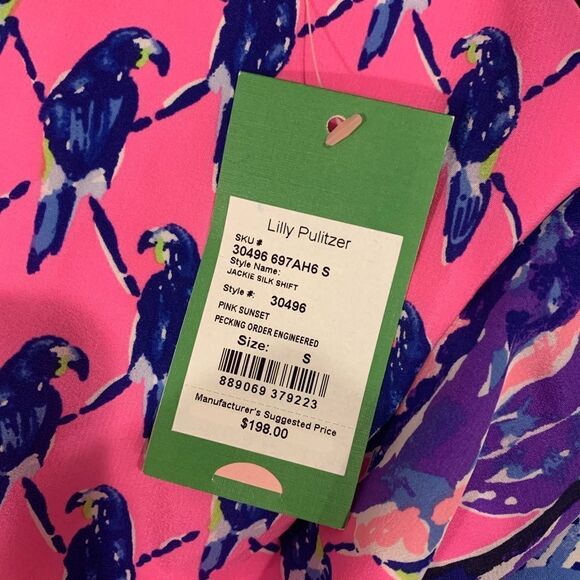 Lilly Pulitzer
SKU #
30496 697AH6 S
Style Name:
JACKIE SILK SHIFT
Style #: 30496
PINK SUNSET
PECKING ORDER ENGINEERED
Size: S
889069 379223
Manufacturer's Suggested Price
$198.00